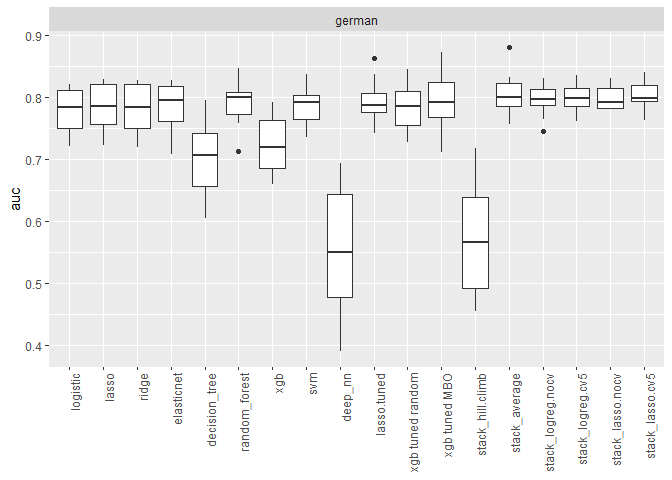 german
0.9
0.8
0.7
0.6
0.5
0.4
auc
logistic
lasso
ridge
elasticnet
decision_tree
random_forest
xgb
svm
deep_nn
lasso.tuned
xgb tuned random
xgb tuned MBO
stack_hill.climb
stack_average
stack_logreg.nocv
stack_logreg.cv5
stack_lasso.nocv
stack_lasso.cv5